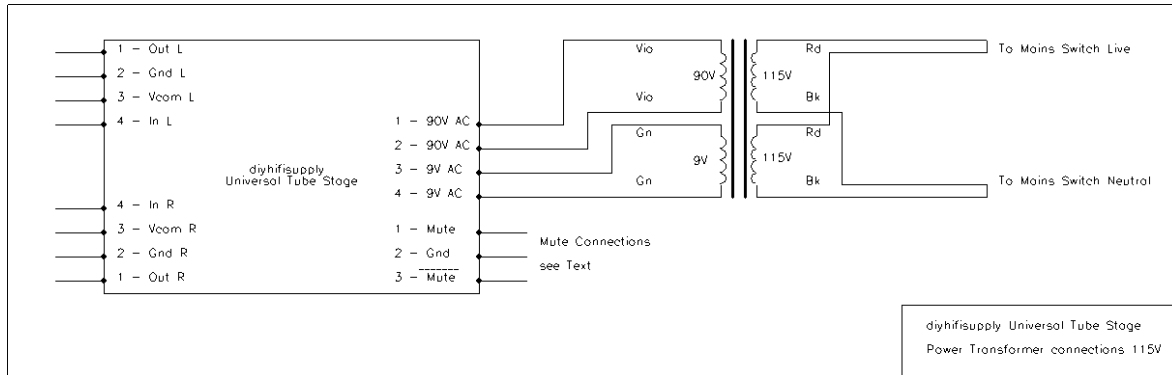 1 - Out L
2 - Gnd L
3 - Vcom L
4 - In L
diyhifisupply
Universal Tube Stage
4 - In R
3 - Vcom R
2 - Gnd R
1 - Out R
1 - 90V AC
2 - 90V AC
3 - 9V AC
4 - 9V AC
1 - Mute
2 - Gnd
3 - Mute
Mute Connections
see Text
Vio
90V
Vio
Gn
9V
Gn
Rd
115V
Bk
Rd
115V
Bk
To Mains Switch Live
To Mains Switch Neutral
diyhifisupply Universal Tube Stage
Power Transformer connections 115V